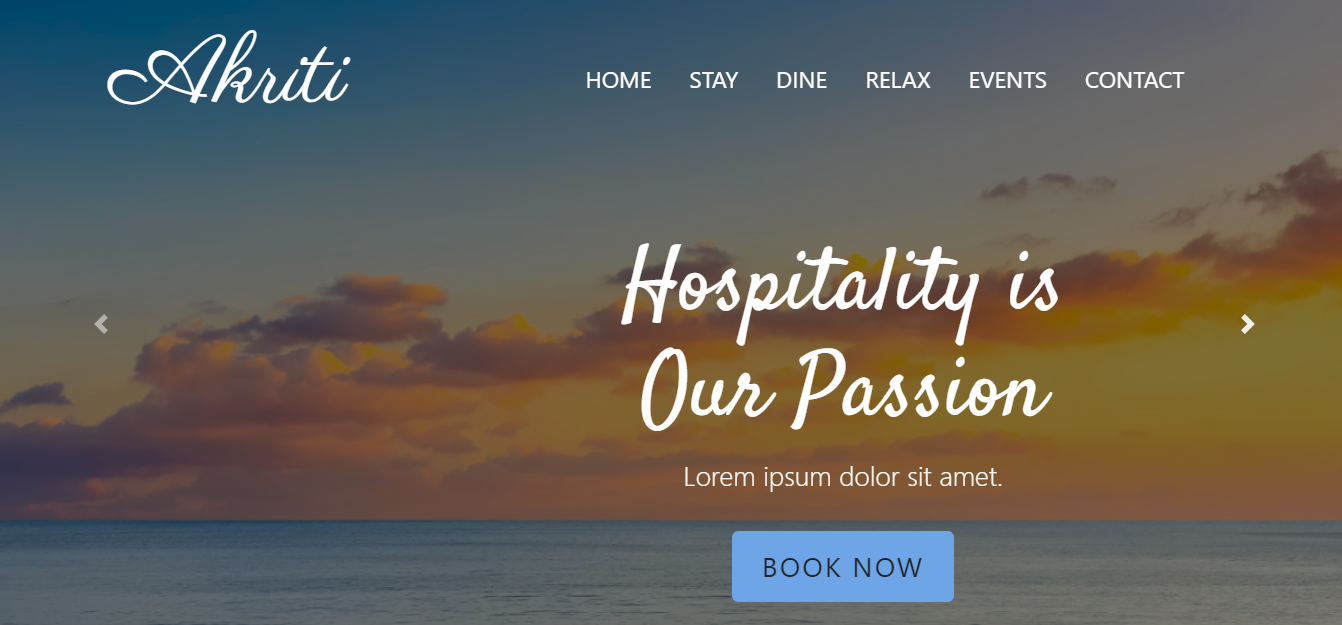 Akriti
HOME STAY DINE RELAX EVENTS CONTACT
Hospitality is
Our Passion
Lorem ipsum dolor sit amet.
BOOK NOW